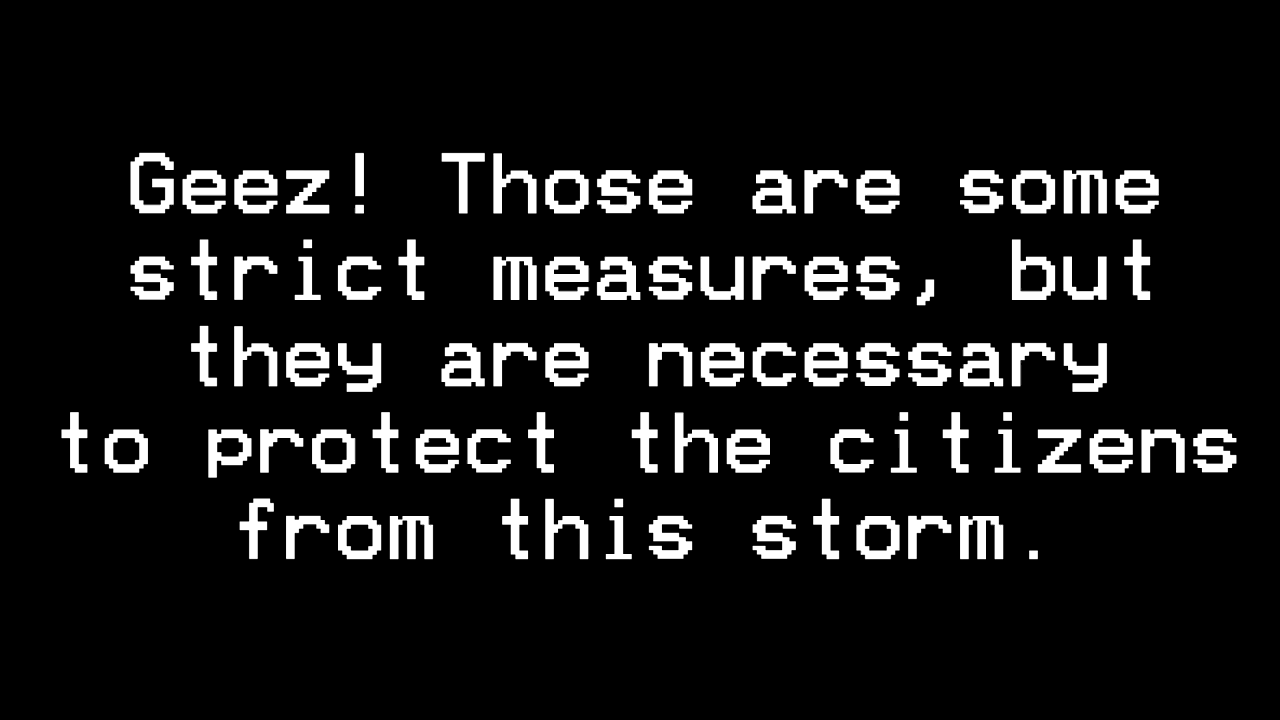 Geez! Those are some
strict measures, but
they are necessary
to protect the citizens
from this storm.